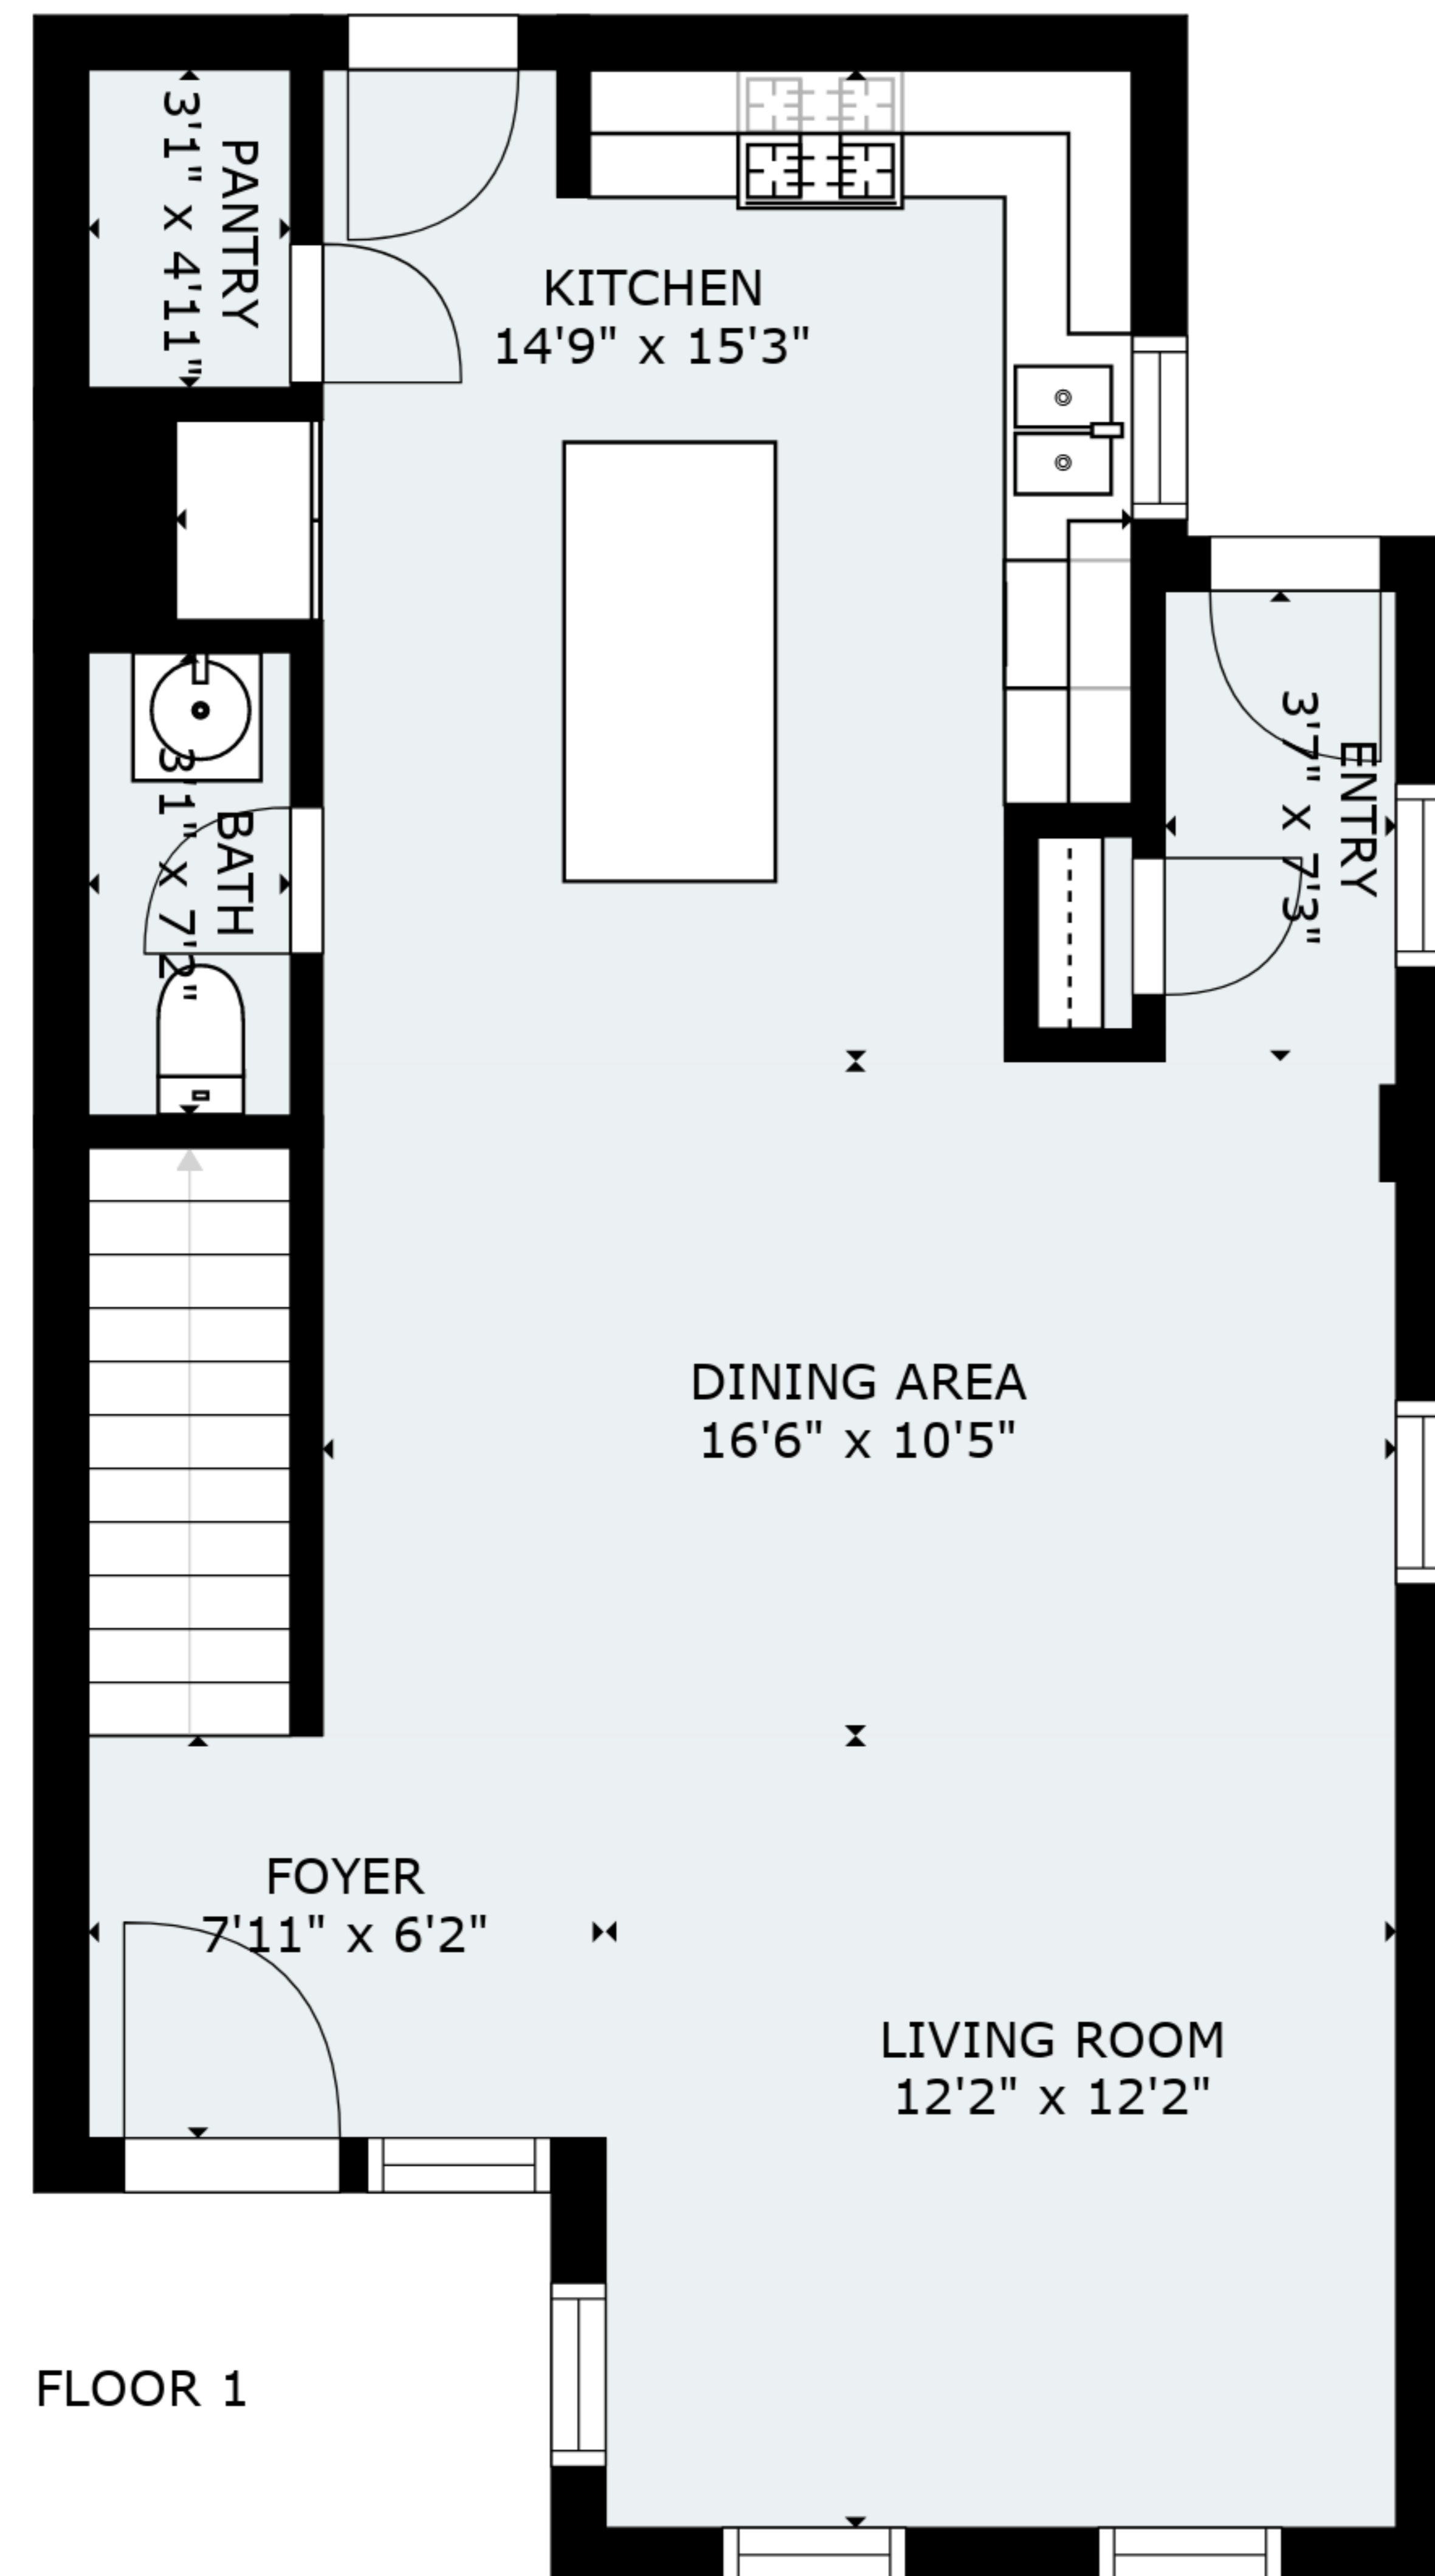 PANTRY
3'1" x 4'11"
KITCHEN
14'9" x 15'3"
ENTRY
3'7" x 7'3"
BATH
3'1" x 7'2"
DINING AREA
16'6" x 10'5"
FOYER
7'11" x 6'2"
LIVING ROOM
12'2" x 12'2"
FLOOR 1